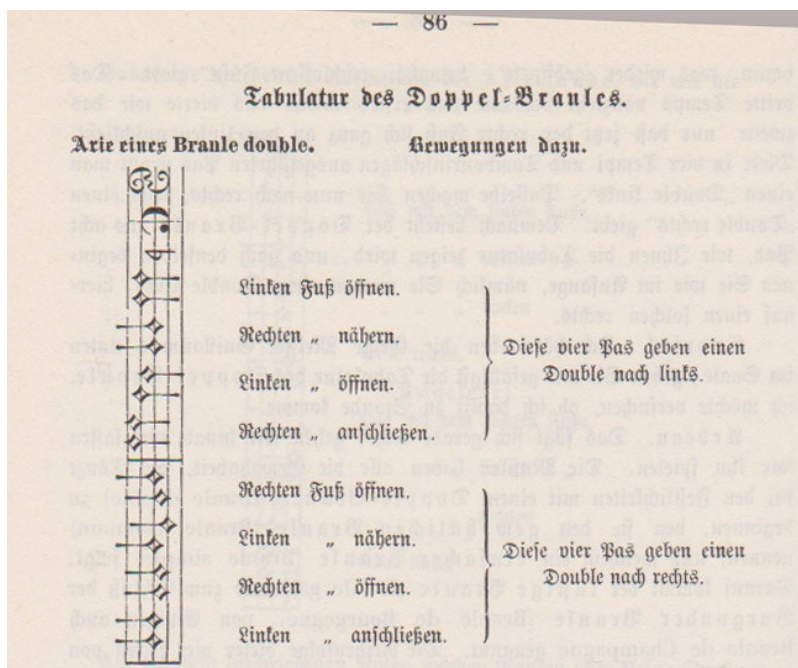 — 86 —
Tabulatur des Doppel-Branles.
Arie eines Branle double. Bewegungen dazu.
Linken Fuß öffnen.
Rechten „ nähern.
Linken „ öffnen.
Rechten „ anschließen.
Diese vier Pas geben einen
Double nach links.
Rechten Fuß öffnen.
Linken „ nähern.
Rechten „ öffnen.
Linken „ anschließen.
Diese vier Pas geben einen
Double nach rechts.